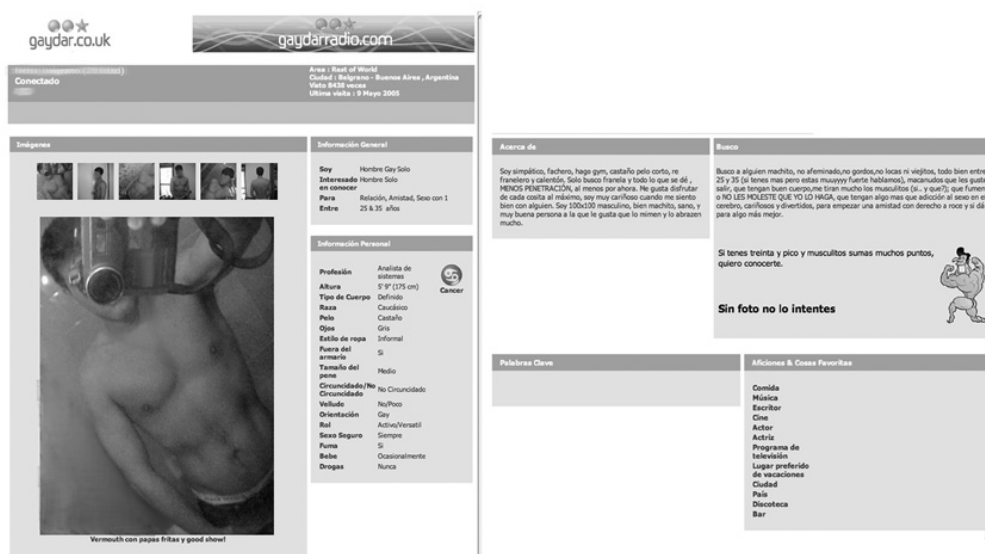 gaydar.co.uk
gaydarradio.com
Conectado
Area : Rest of World
Ciudad : Belgrano - Buenos Aires , Argentina
Visto 8438 veces
Ultima visita : 9 Mayo 2005
Imágenes
Vermouth con papas fritas y good show!
Información General
Soy Hombre Gay Solo
Interesado en conocer Hombre Solo
Para Relación, Amistad, Sexo con 1
Entre 25 & 35 años
Información Personal
Profesión Analista de sistemas
Cancer
Altura 5' 9" (175 cm)
Tipo de Cuerpo Definido
Raza Caucásico
Pelo Castaño
Ojos Gris
Estilo de ropa Informal
Fuera del armario Si
Tamaño del pene Medio
Circuncidado/No Circuncidado No Circuncidado
Velludo No/Poco
Orientación Gay
Rol Activo/Versatil
Sexo Seguro Siempre
Fuma Si
Bebe Ocasionalmente
Drogas Nunca
Acerca de
Soy simpático, fachero, hago gym, castaño pelo corto, re
franelero y calentón. Solo busco franela y todo lo que se dé ,
MENOS PENETRACIÓN, al menos por ahora. Me gusta disfrutar
de cada cosita al máximo, soy muy cariñoso cuando me siento
bien con alguien. Soy 100x100 masculino, bien machito, sano, y
muy buena persona a la que le gusta que lo mimen y lo abrazen
mucho.
Busco
Busco a alguien machito, no afeminado,no gordos,no locas ni viejitos, todo bien entre
25 y 35 (si tenes mas pero estas muuyyyy fuerte hablamos), macanudos que les guste
salir, que tengan buen cuerpo,me tiran mucho los musculitos (si.. y que?); que fumen
o NO LES MOLESTE QUE YO LO HAGA, que tengan algo mas que adicción al sexo en el
cerebro, cariñosos y divertidos, para empezar una amistad con derecho a roce y si dá
para algo más mejor.
Si tenes treinta y pico y musculitos sumas muchos puntos,
quiero conocerte.
Sin foto no lo intentes
Palabras Clave
Aficiones & Cosas Favoritas
Comida
Música
Escritor
Cine
Actor
Actriz
Programa de
televisión
Lugar preferido
de vacaciones
Ciudad
Pais
Discoteca
Bar